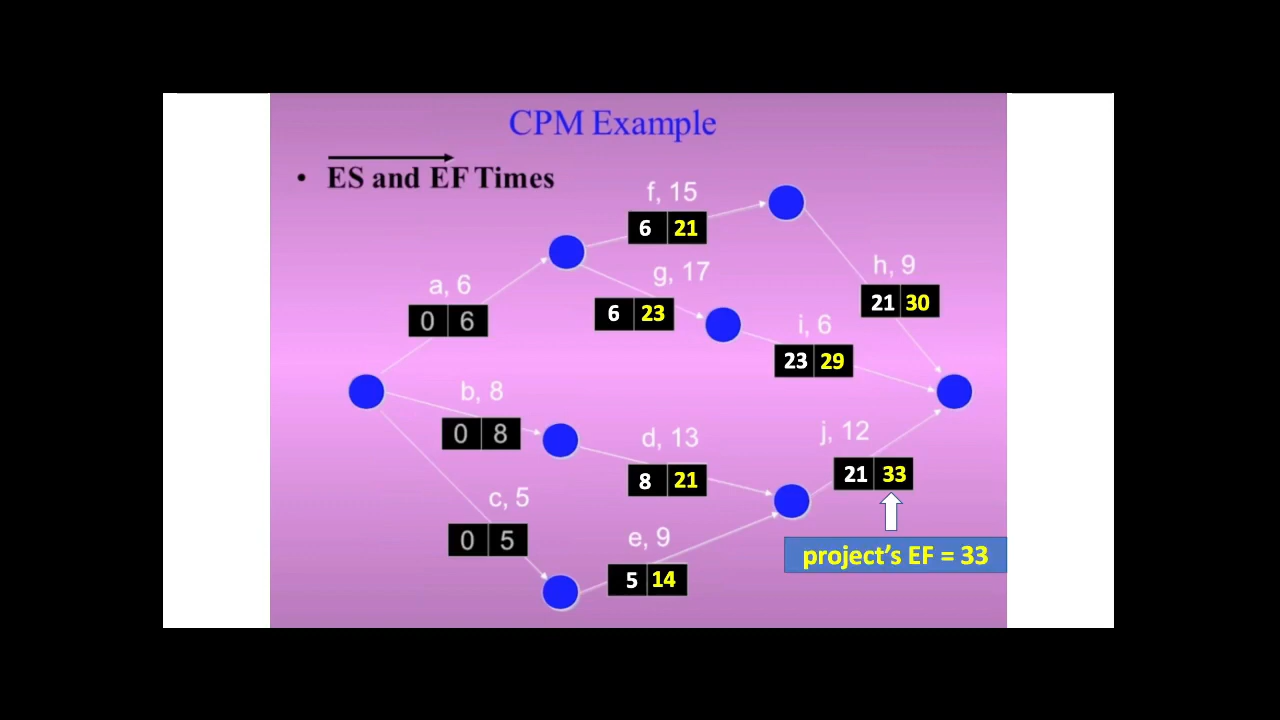 CPM Example
• ES and EF Times
f, 15
6 21
g, 17
6 23
h, 9
21 30
a, 6
0 6
i, 6
23 29
b, 8
0 8
d, 13
8 21
j, 12
21 33
c, 5
0 5
e, 9
5 14
project’s EF = 33